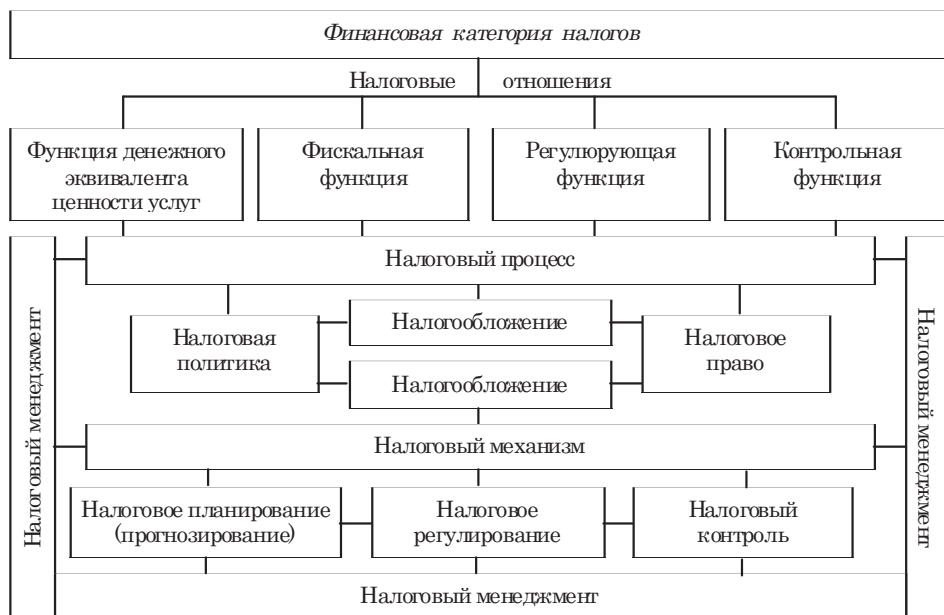 Финансовая категория налогов
Налоговые отношения
Функция денежного
эквивалента
ценности услуг
Фискальная
функция
Регулюрующая
функция
Контрольная
функция
Налоговый менеджмент
Налоговый процесс
Налоговая
политика
Налогообложение
Налогообложение
Налоговое
право
Налоговый механизм
Налоговое планирование
(прогнозирование)
Налоговое
регулирование
Налоговый
контроль
Налоговый менеджмент
Налоговый менеджмент